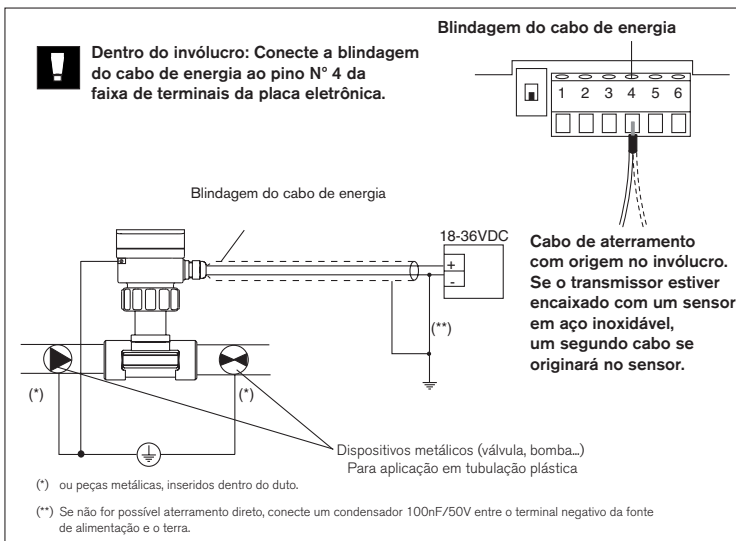 Dentro do invólucro: Conecte a blindagem
do cabo de energia ao pino N° 4 da
faixa de terminais da placa eletrônica.
Blindagem do cabo de energia
1 2 3 4 5 6
Blindagem do cabo de energia
18-36VDC
+
-
(**)
Cabo de aterramento
com origem no invólucro.
Se o transmissor estiver
encaixado com um sensor
em aço inoxidável,
um segundo cabo se
originará no sensor.
(*)
(*)
Dispositivos metálicos (válvula, bomba...)
Para aplicação em tubulação plástica
(*) ou peças metálicas, inseridos dentro do duto.
(**) Se não for possível aterramento direto, conecte um condensador 100nF/50V entre o terminal negativo da fonte
de alimentação e o terra.